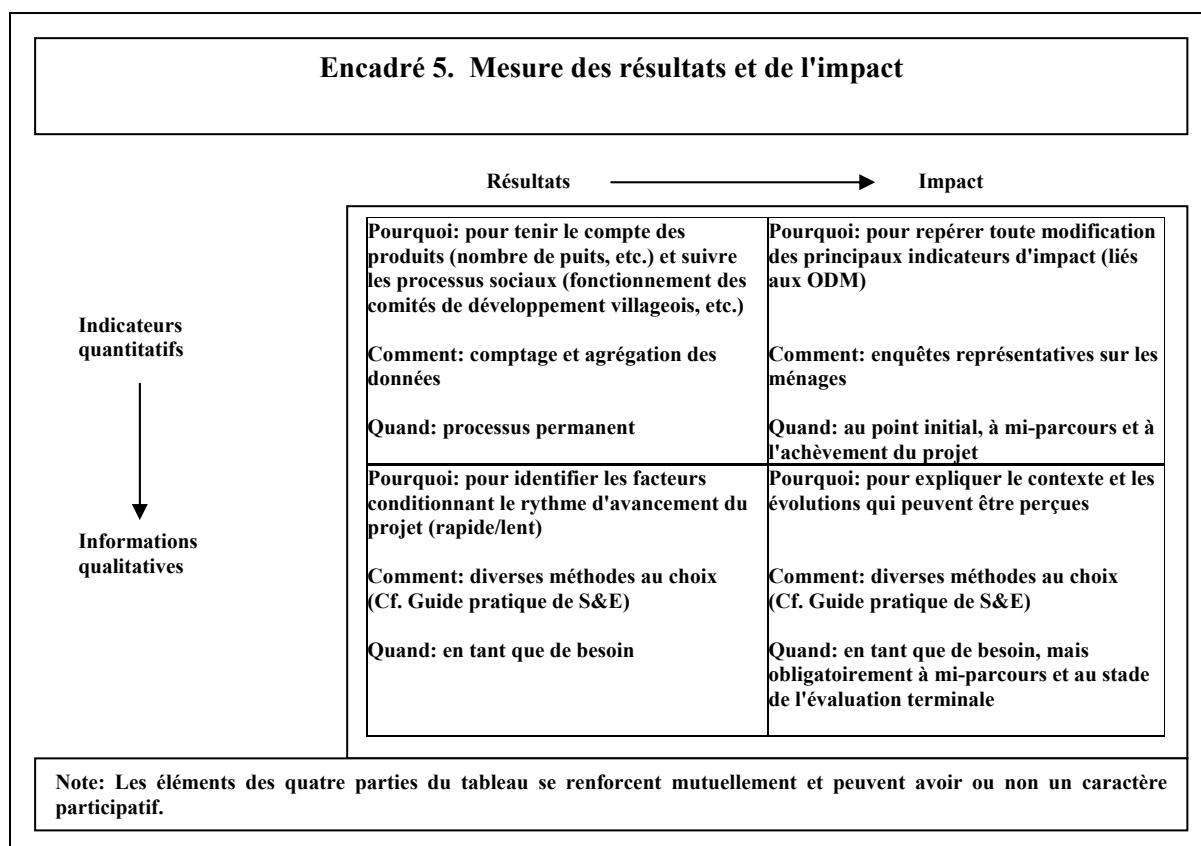 Encadré 5. Mesure des résultats et de l'impact
Résultats
Impact
Indicateurs
quantitatifs
Pourquoi: pour tenir le compte des
produits (nombre de puits, etc.) et suivre
les processus sociaux (fonctionnement des
comités de développement villageois, etc.)
Comment: comptage et agrégation des
données
Quand: processus permanent
Pourquoi: pour repérer toute modification
des principaux indicateurs d'impact (liés
aux ODM)
Comment: enquêtes représentatives sur les
ménages
Quand: au point initial, à mi-parcours et à
l'achèvement du projet
Informations
qualitatives
Pourquoi: pour identifier les facteurs
conditionnant le rythme d'avancement du
projet (rapide/lent)
Comment: diverses méthodes au choix
(Cf. Guide pratique de S&E)
Quand: en tant que de besoin
Pourquoi: pour expliquer le contexte et les
évolutions qui peuvent être perçues
Comment: diverses méthodes au choix
(Cf. Guide pratique de S&E)
Quand: en tant que de besoin, mais
obligatoirement à mi-parcours et au stade
de l'évaluation terminale
Note: Les éléments des quatre parties du tableau se renforcent mutuellement et peuvent avoir ou non un caractère
participatif.